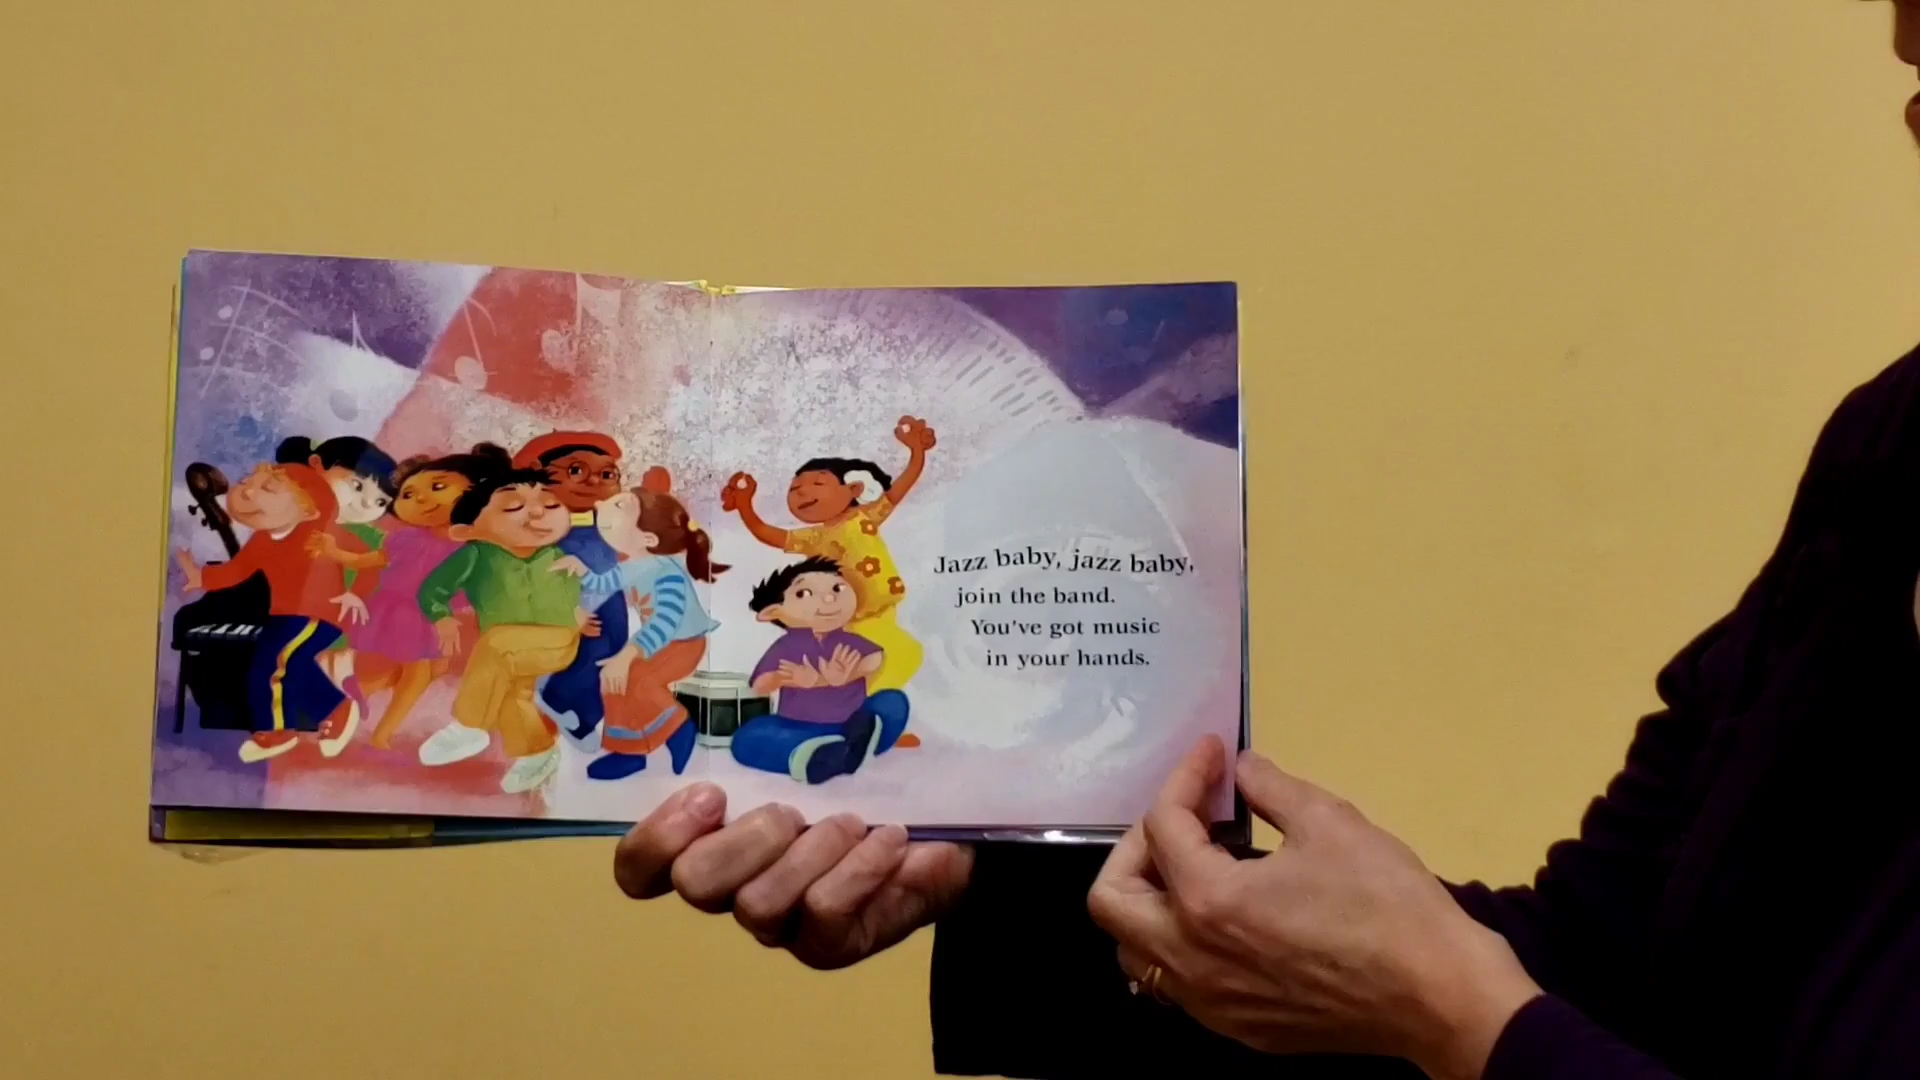 Jazz baby, jazz baby,
join the band.
You've got music
in your hands.